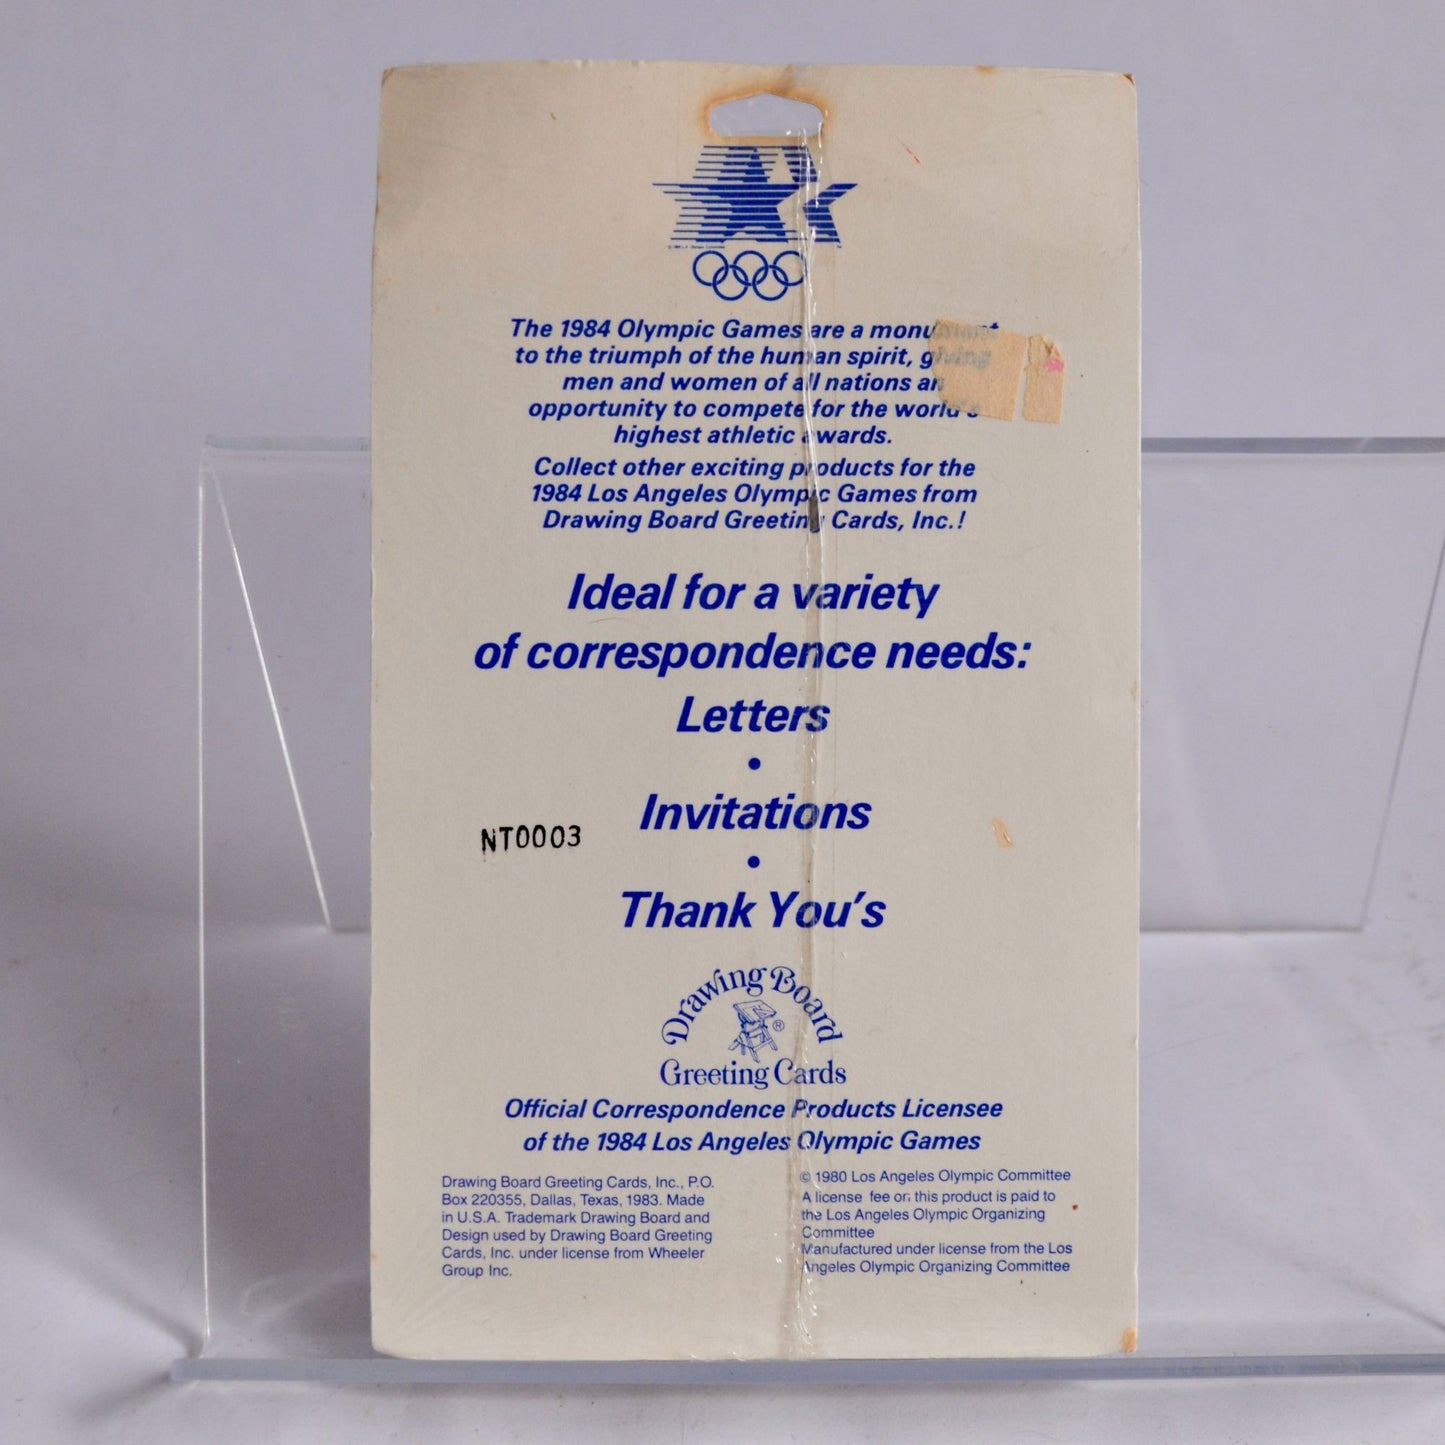 The 1984 Olympic Games are a monument
to the triumph of the human spirit, giving
men and women of all nations an
opportunity to compete for the world's
highest athletic awards.
Collect other exciting products for the
1984 Los Angeles Olympic Games from
Drawing Board Greeting Cards, Inc.!
Ideal for a variety
of correspondence needs:
Letters
•
Invitations
NT0003
•
Thank You's
Drawing Board
®
Greeting Cards
Official Correspondence Products Licensee
of the 1984 Los Angeles Olympic Games
Drawing Board Greeting Cards, Inc., P.O.
Box 220355, Dallas, Texas, 1983. Made
in U.S.A. Trademark Drawing Board and
Design used by Drawing Board Greeting
Cards, Inc. under license from Wheeler
Group Inc.
© 1980 Los Angeles Olympic Committee
A license fee on this product is paid to
the Los Angeles Olympic Organizing
Committee
Manufactured under license from the Los
Angeles Olympic Organizing Committee